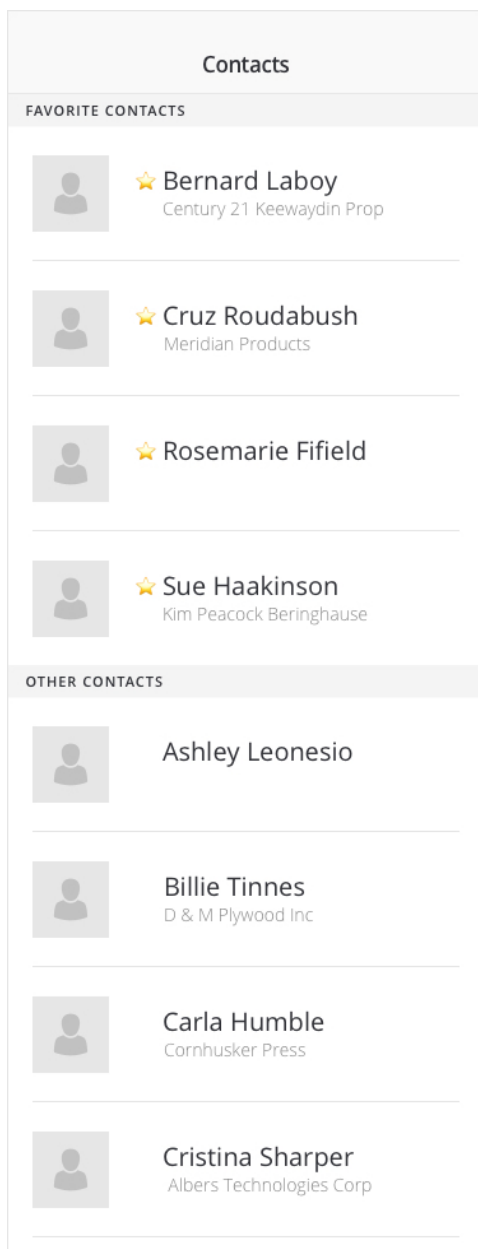 Contacts
FAVORITE CONTACTS
Bernard Laboy
Century 21 Keewaydin Prop
Cruz Roudabush
Meridian Products
Rosemarie Fifield
Sue Haakinson
Kim Peacock Beringhause
OTHER CONTACTS
Ashley Leonesio
Billie Tinnes
D & M Plywood Inc
Carla Humble
Cornhusker Press
Cristina Sharper
Albers Technologies Corp